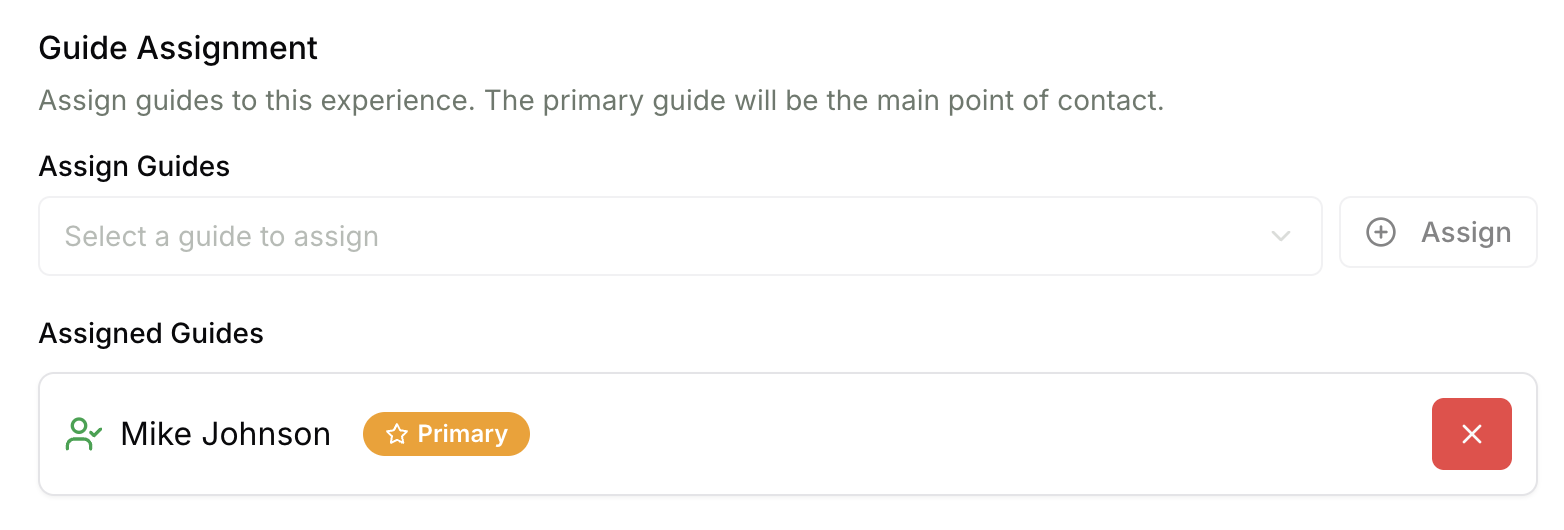 Guide Assignment
Assign guides to this experience. The primary guide will be the main point of contact.
Assign Guides
Select a guide to assign
Assign
Assigned Guides
Mike Johnson
Primary